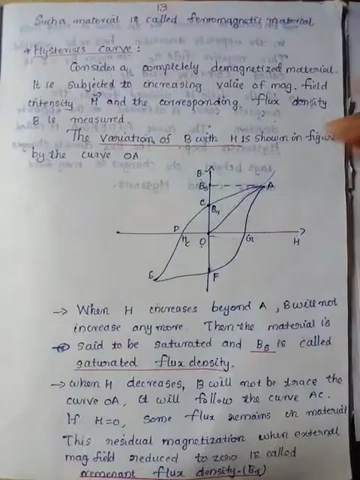 13
Such a material is called ferromagnetic material
* Hysteresis Curve:
Consider a completely demagnetized material.
It is subjected to increasing value of mag. field
intensity H and the corresponding flux density
B is measured
The variation of B with H is shown in figure
by the curve OA
B
Bs
A
C
Br
D
Hc
O
G
H
E
F
→ When H increases beyond A, B will not
increase any more. Then the material is
said to be saturated and Bs is called
saturated flux density.
→ when H decreases, B will not be trace the
curve OA, it will follow the curve AC.
If H=0, some flux remains in material
This residual magnetization when external
mag field reduced to zero is called
remenant flux density-(Br)